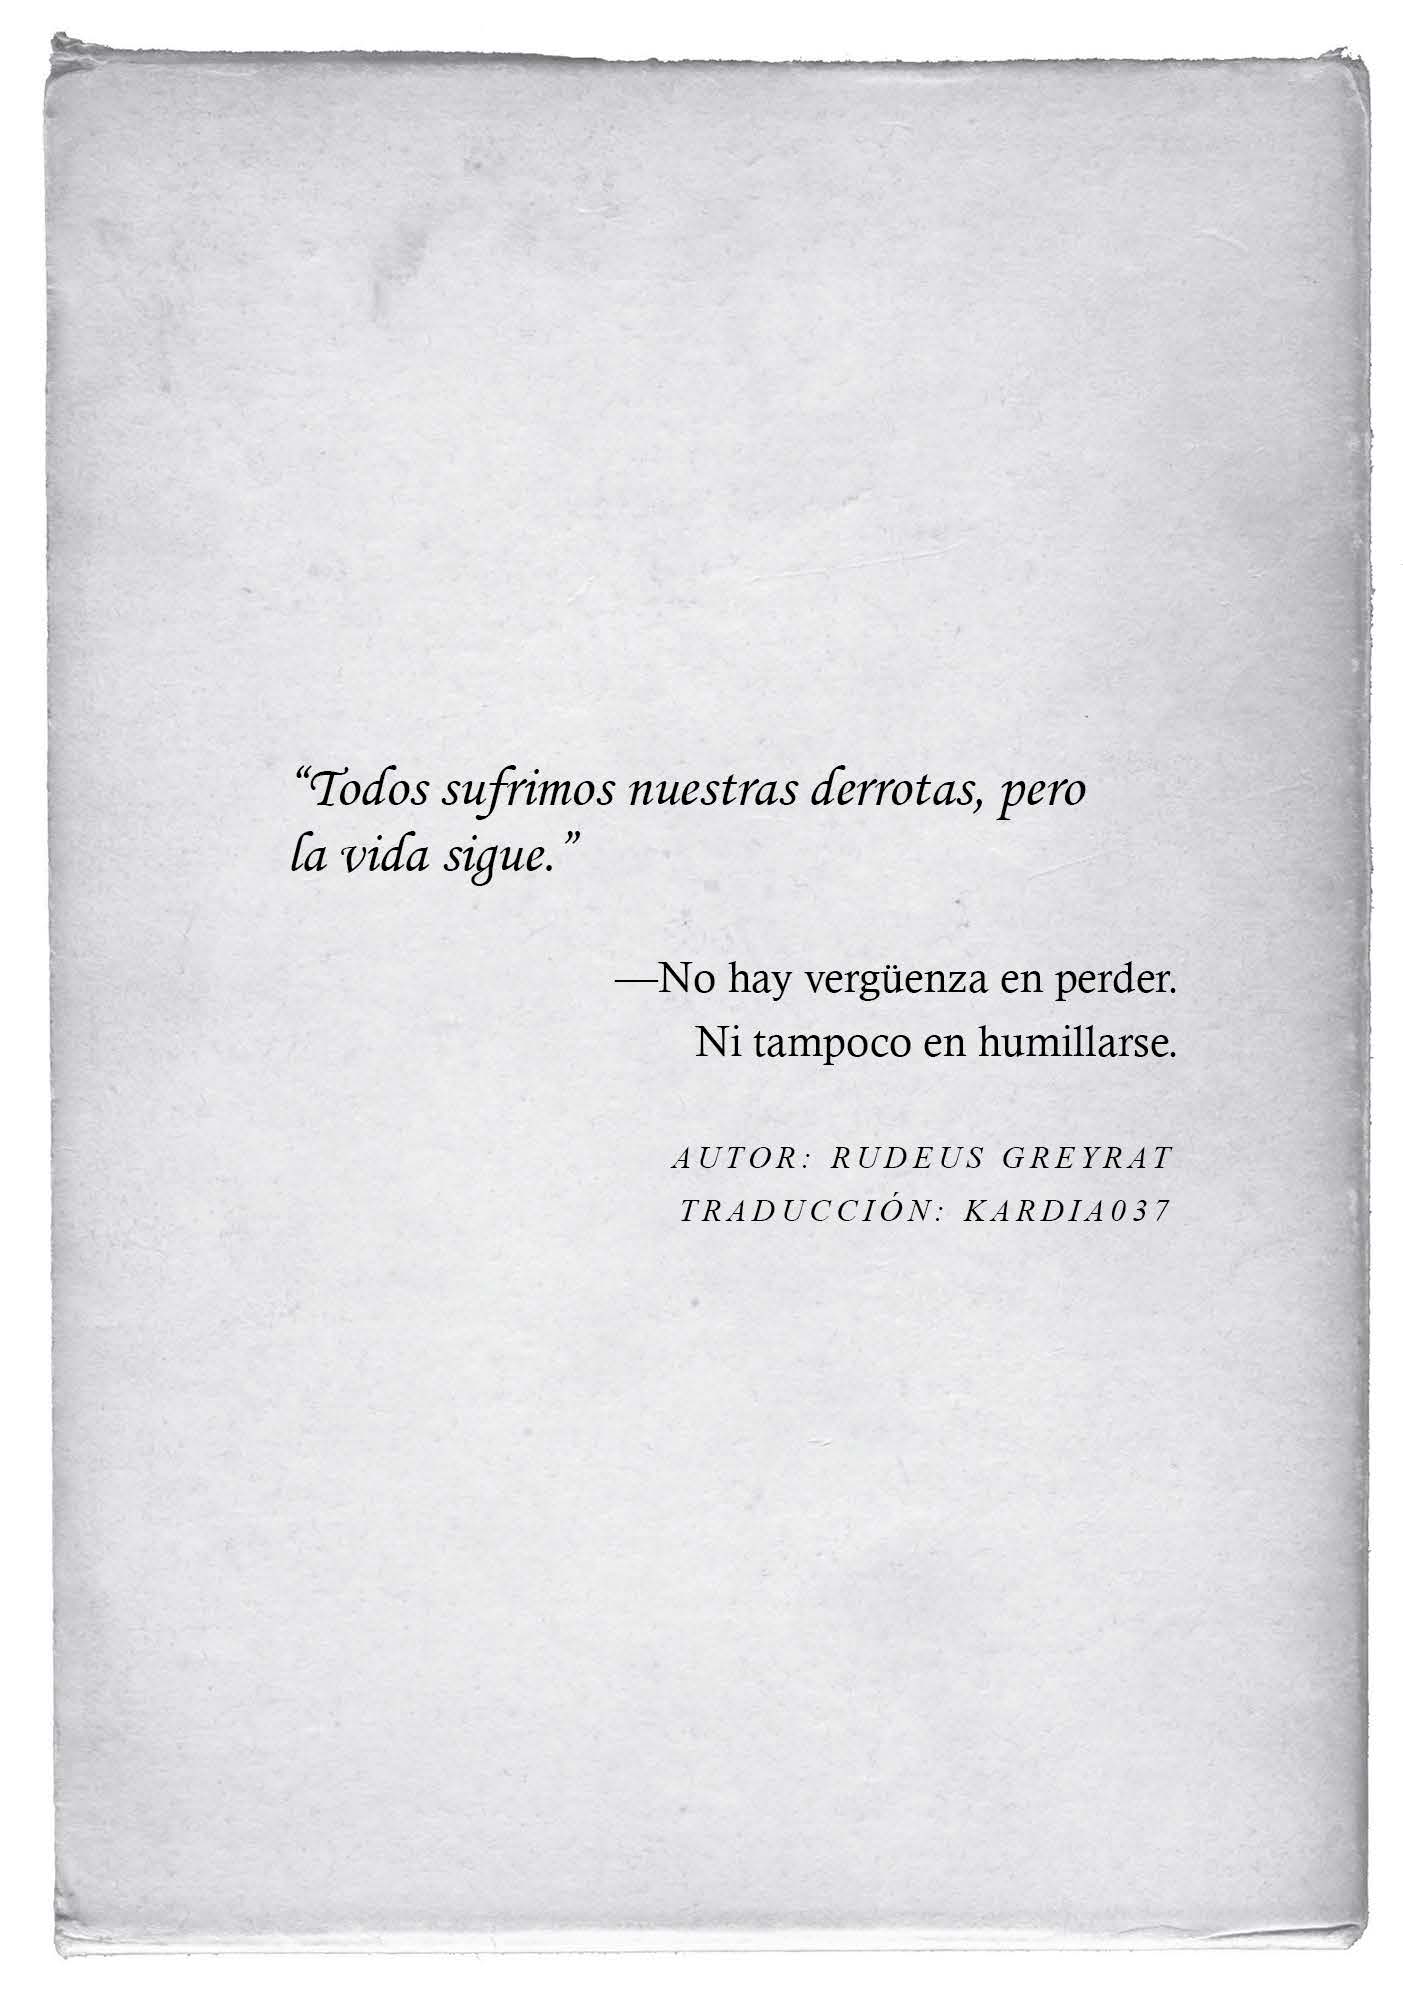 “Todos sufrimos nuestras derrotas, pero
la vida sigue.”
—No hay vergüenza en perder.
Ni tampoco en humillarse.
AUTOR: RUDEUS GREYRAT
TRADUCCIÓN: KARDIA037